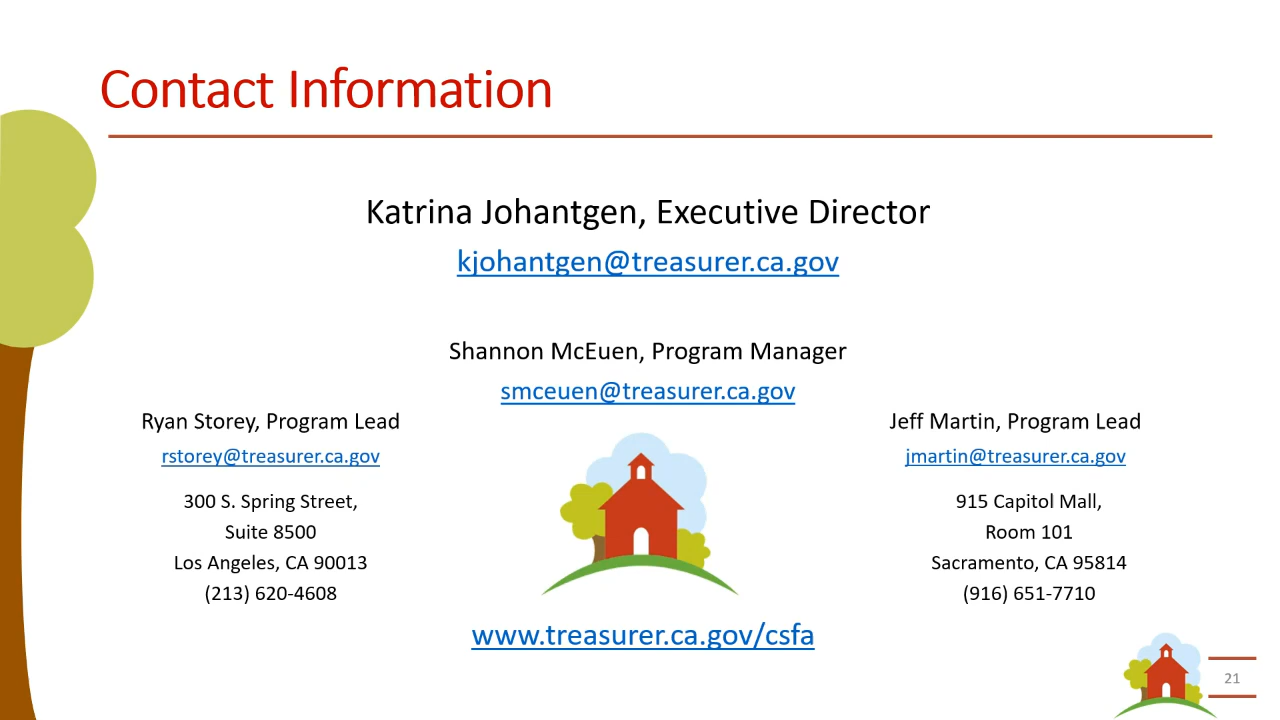 Contact Information
Katrina Johantgen, Executive Director
kjohantgen@treasurer.ca.gov
Shannon McEuen, Program Manager
smceuen@treasurer.ca.gov
Ryan Storey, Program Lead
rstorey@treasurer.ca.gov
300 S. Spring Street,
Suite 8500
Los Angeles, CA 90013
(213) 620-4608
Jeff Martin, Program Lead
jmartin@treasurer.ca.gov
915 Capitol Mall,
Room 101
Sacramento, CA 95814
(916) 651-7710
www.treasurer.ca.gov/csfa
21